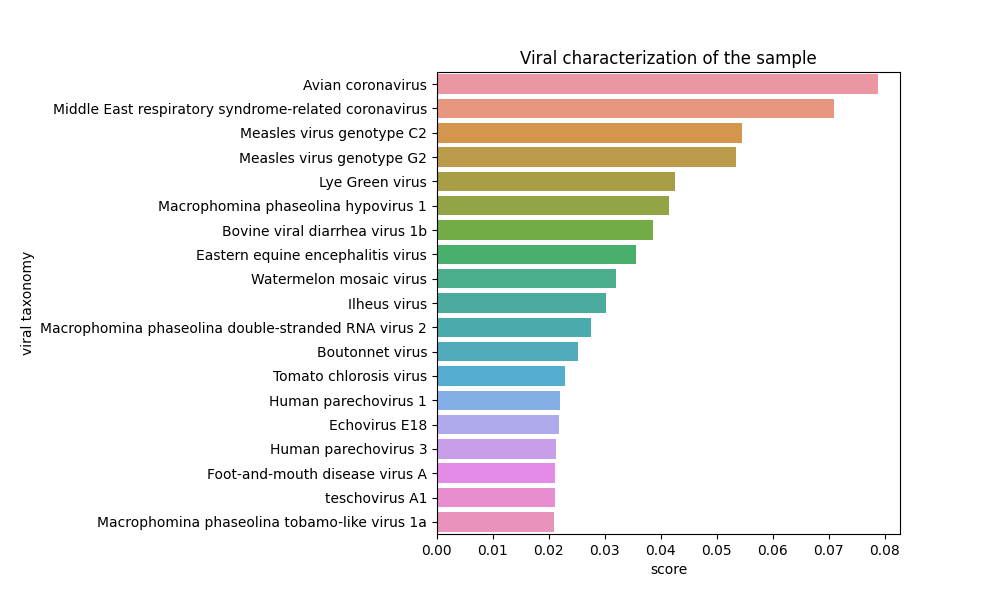 Viral characterization of the sample
viral taxonomy
Avian coronavirus
Middle East respiratory syndrome-related coronavirus
Measles virus genotype C2
Measles virus genotype G2
Lye Green virus
Macrophomina phaseolina hypovirus 1
Bovine viral diarrhea virus 1b
Eastern equine encephalitis virus
Watermelon mosaic virus
Ilheus virus
Macrophomina phaseolina double-stranded RNA virus 2
Boutonnet virus
Tomato chlorosis virus
Human parechovirus 1
Echovirus E18
Human parechovirus 3
Foot-and-mouth disease virus A
teschovirus A1
Macrophomina phaseolina tobamo-like virus 1a
0.00 0.01 0.02 0.03 0.04 0.05 0.06 0.07 0.08
score